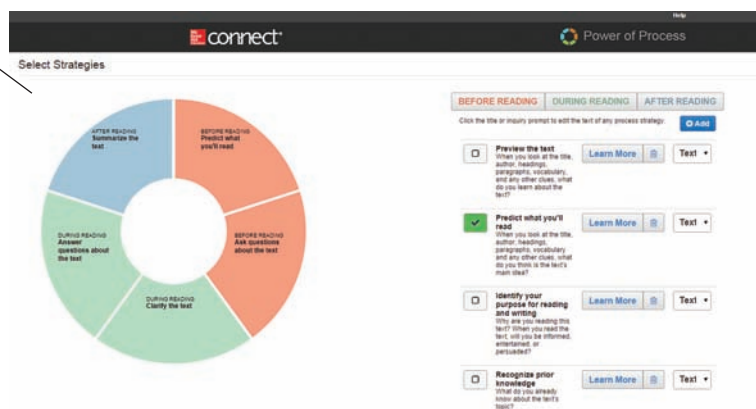 Help
Mc
Graw
Hill
Education
connect®
Power of Process
Select Strategies
AFTER READING
Summarize the
text
BEFORE READING
Predict what
you'll read
DURING READING
Answer
questions about
the text
BEFORE READING
Ask questions
about the text
DURING READING
Clarify the text
BEFORE READING
DURING READING
AFTER READING
Click the title or inquiry prompt to edit the text of any process strategy.
Add
Preview the text
When you look at the title,
author, headings,
paragraphs, vocabulary,
and any other clues, what
do you learn about the
text?
Learn More
Text
Predict what you'll
read
When you look at the title,
author, headings,
paragraphs, vocabulary
and any other clues, what
do you think is the text's
main idea?
Learn More
Text
Identify your
purpose for reading
and writing
Why are you reading this
text? When you read the
text, will you be informed,
entertained, or
persuaded?
Learn More
Text
Recognize prior
knowledge
What do you already
know about the text's
topic?
Learn More
Text